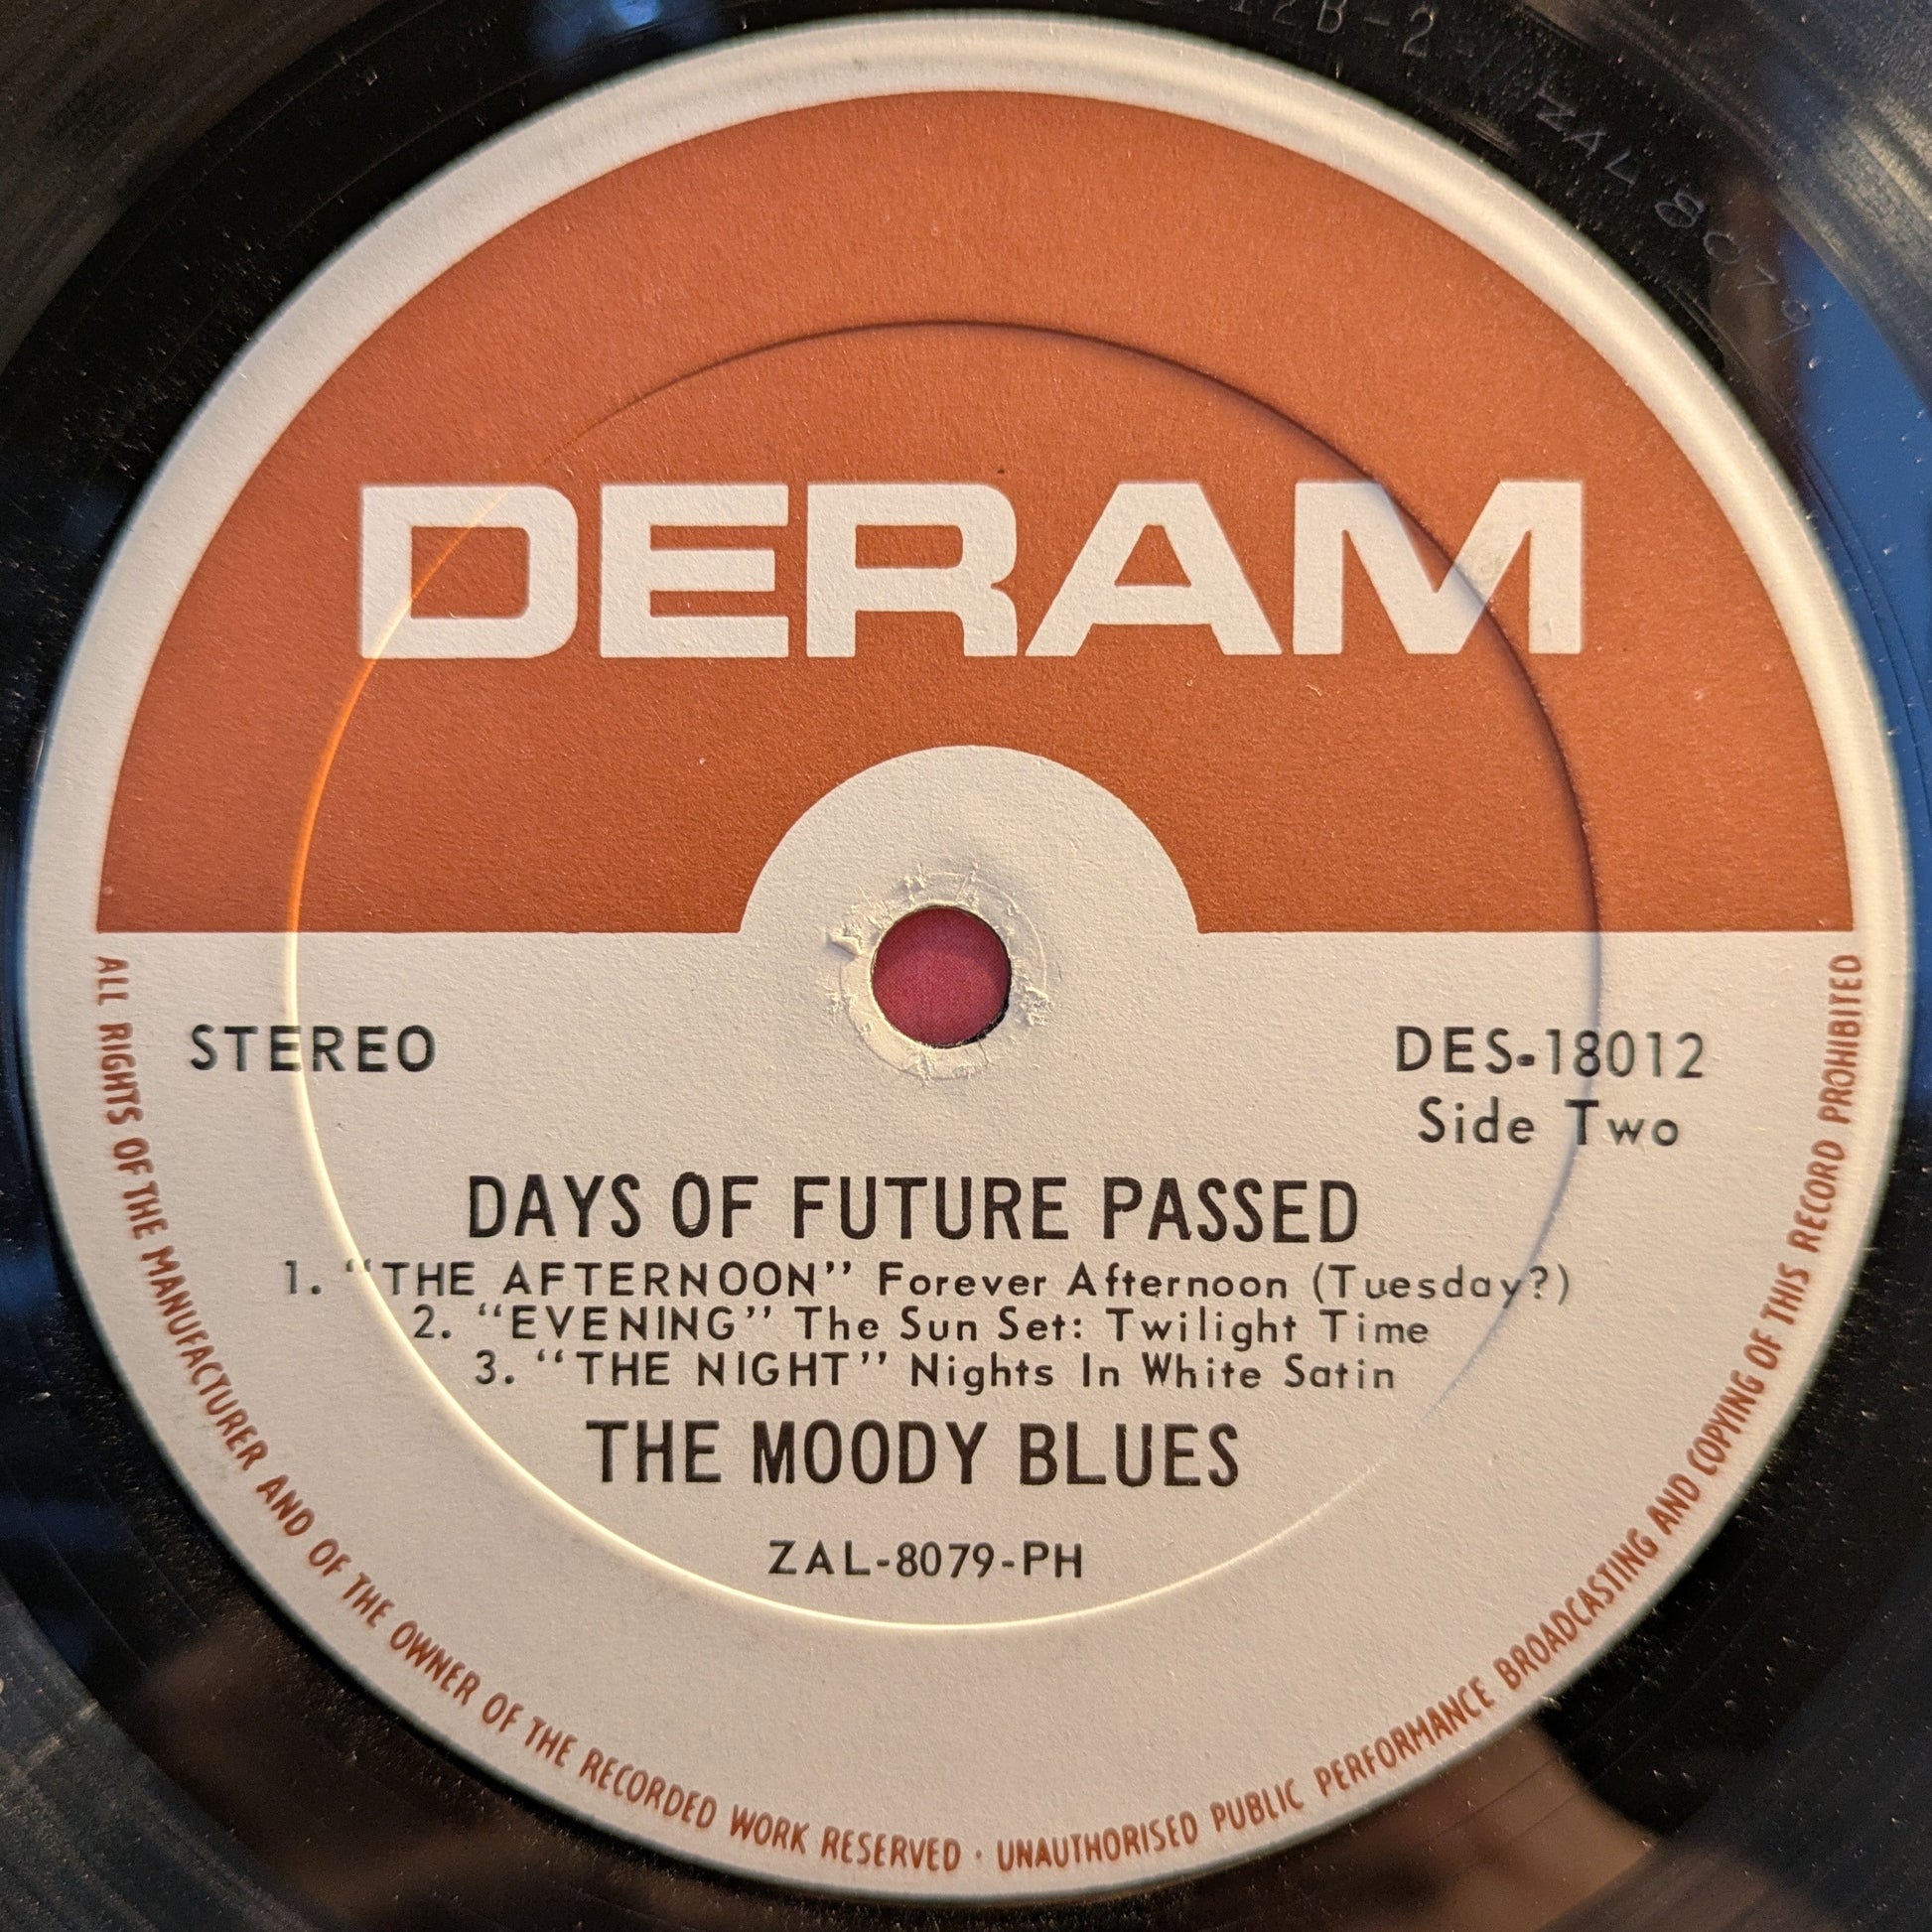 ZAL 8079
DERAM
STEREO
DES-18012
Side Two
DAYS OF FUTURE PASSED
1. “THE AFTERNOON” Forever Afternoon (Tuesday?)
2. “EVENING” The Sun Set: Twilight Time
3. “THE NIGHT” Nights In White Satin
THE MOODY BLUES
ZAL-8079-PH
ALL RIGHTS OF THE MANUFACTURER AND OF THE OWNER OF THE RECORDED WORK RESERVED · UNAUTHORISED PUBLIC PERFORMANCE BROADCASTING AND COPYING OF THIS RECORD PROHIBITED